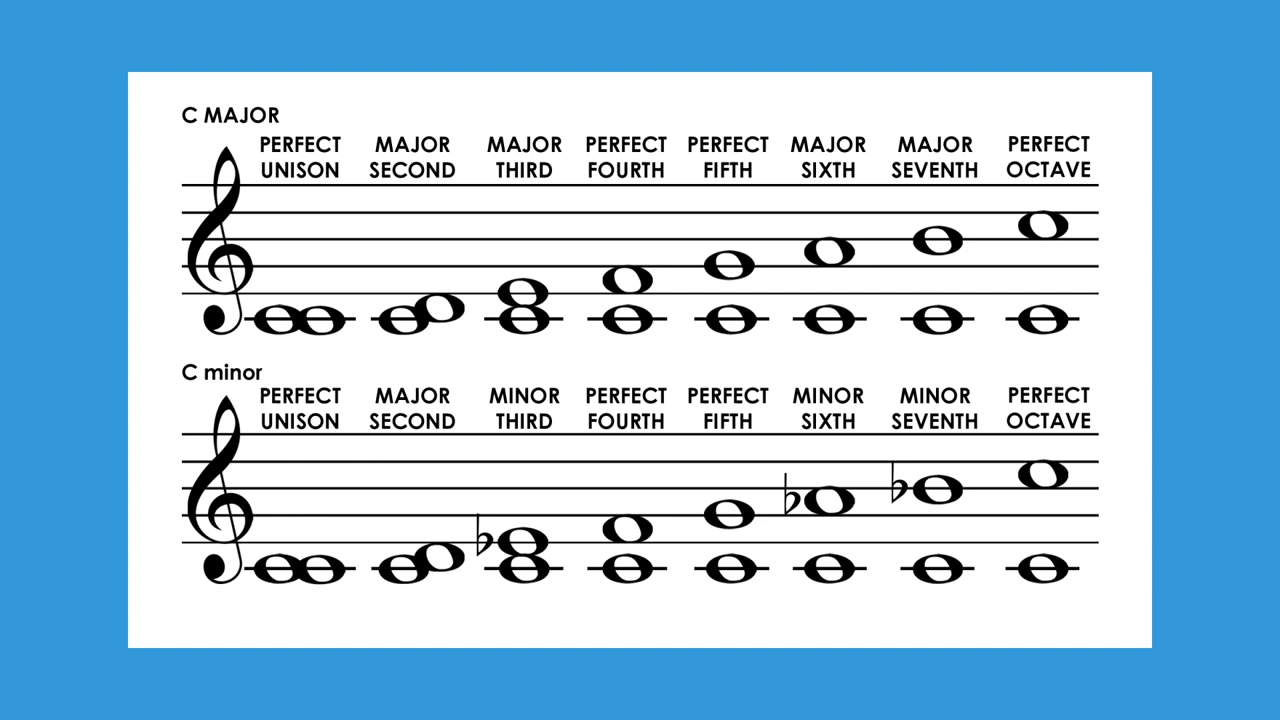 C MAJOR
PERFECT MAJOR MAJOR PERFECT PERFECT MAJOR MAJOR PERFECT
UNISON SECOND THIRD FOURTH FIFTH SIXTH SEVENTH OCTAVE
C minor
PERFECT MAJOR MINOR PERFECT PERFECT MINOR MINOR PERFECT
UNISON SECOND THIRD FOURTH FIFTH SIXTH SEVENTH OCTAVE